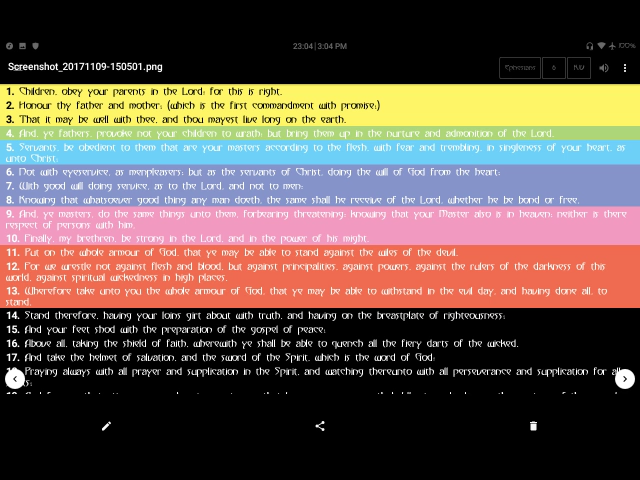 23:04 | 3:04 PM
100%
Screenshot_20171109-150501.png
Ephesians 6 KJV
1. Children, obey your parents in the Lord: for this is right.
2. Honour thy father and mother; (which is the first commandment with promise;)
3. That it may be well with thee, and thou mayest live long on the earth.
4. And, ye fathers, provoke not your children to wrath: but bring them up in the nurture and admonition of the Lord.
5. Servants, be obedient to them that are your masters according to the flesh, with fear and trembling, in singleness of your heart, as
unto Christ;
6. Not with eyeservice, as menpleasers; but as the servants of Christ, doing the will of God from the heart;
7. With good will doing service, as to the Lord, and not to men:
8. Knowing that whatsoever good thing any man doeth, the same shall he receive of the Lord, whether he be bond or free.
9. And, ye masters, do the same things unto them, forbearing threatening: knowing that your Master also is in heaven; neither is there
respect of persons with him.
10. Finally, my brethren, be strong in the Lord, and in the power of his might.
11. Put on the whole armour of God, that ye may be able to stand against the wiles of the devil.
12. For we wrestle not against flesh and blood, but against principalities, against powers, against the rulers of the darkness of this
world, against spiritual wickedness in high places.
13. Wherefore take unto you the whole armour of God, that ye may be able to withstand in the evil day, and having done all, to
stand.
14. Stand therefore, having your loins girt about with truth, and having on the breastplate of righteousness;
15. And your feet shod with the preparation of the gospel of peace;
16. Above all, taking the shield of faith, wherewith ye shall be able to quench all the fiery darts of the wicked.
17. And take the helmet of salvation, and the sword of the Spirit, which is the word of God:
Praying always with all prayer and supplication in the Spirit, and watching thereunto with all perseverance and supplication for all